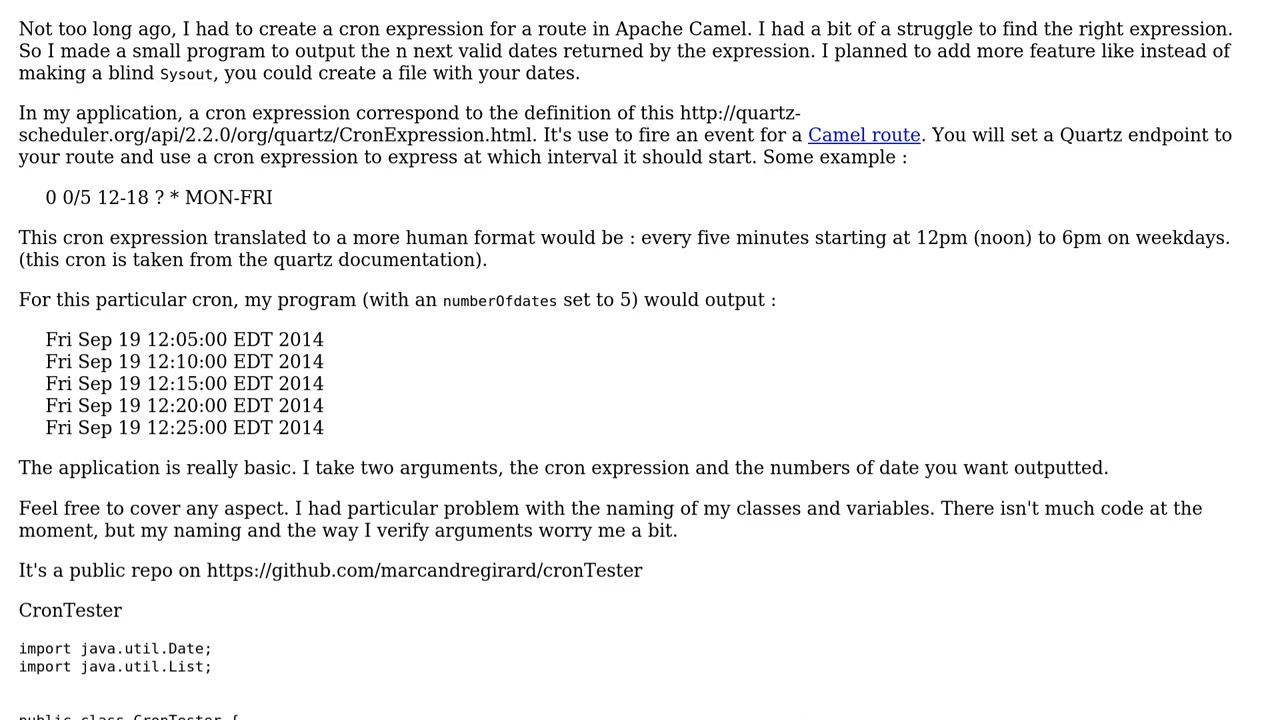 Not too long ago, I had to create a cron expression for a route in Apache Camel. I had a bit of a struggle to find the right expression.
So I made a small program to output the n next valid dates returned by the expression. I planned to add more feature like instead of
making a blind Sysout, you could create a file with your dates.
In my application, a cron expression correspond to the definition of this http://quartz-
scheduler.org/api/2.2.0/org/quartz/CronExpression.html. It's use to fire an event for a Camel route. You will set a Quartz endpoint to
your route and use a cron expression to express at which interval it should start. Some example :
0 0/5 12-18 ? * MON-FRI
This cron expression translated to a more human format would be : every five minutes starting at 12pm (noon) to 6pm on weekdays.
(this cron is taken from the quartz documentation).
For this particular cron, my program (with an numberOfdates set to 5) would output :
Fri Sep 19 12:05:00 EDT 2014
Fri Sep 19 12:10:00 EDT 2014
Fri Sep 19 12:15:00 EDT 2014
Fri Sep 19 12:20:00 EDT 2014
Fri Sep 19 12:25:00 EDT 2014
The application is really basic. I take two arguments, the cron expression and the numbers of date you want outputted.
Feel free to cover any aspect. I had particular problem with the naming of my classes and variables. There isn't much code at the
moment, but my naming and the way I verify arguments worry me a bit.
It's a public repo on https://github.com/marcandregirard/cronTester
CronTester
import java.util.Date;
import java.util.List;
public class CronTester {